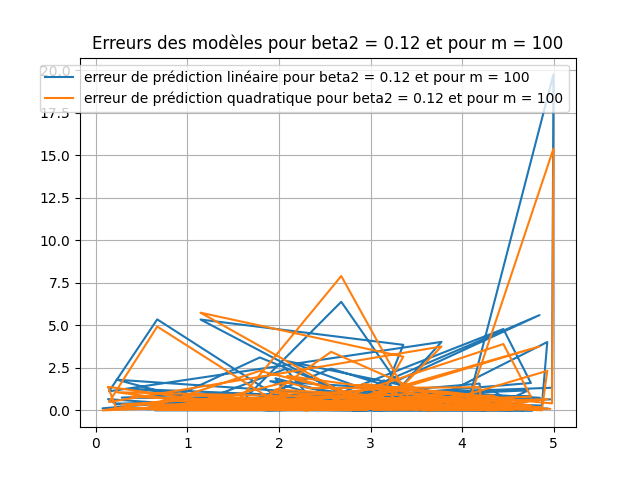 Erreurs des modèles pour beta2 = 0.12 et pour m = 100
erreur de prédiction linéaire pour beta2 = 0.12 et pour m = 100
erreur de prédiction quadratique pour beta2 = 0.12 et pour m = 100
20.0
17.5
15.0
12.5
10.0
7.5
5.0
2.5
0.0
0 1 2 3 4 5